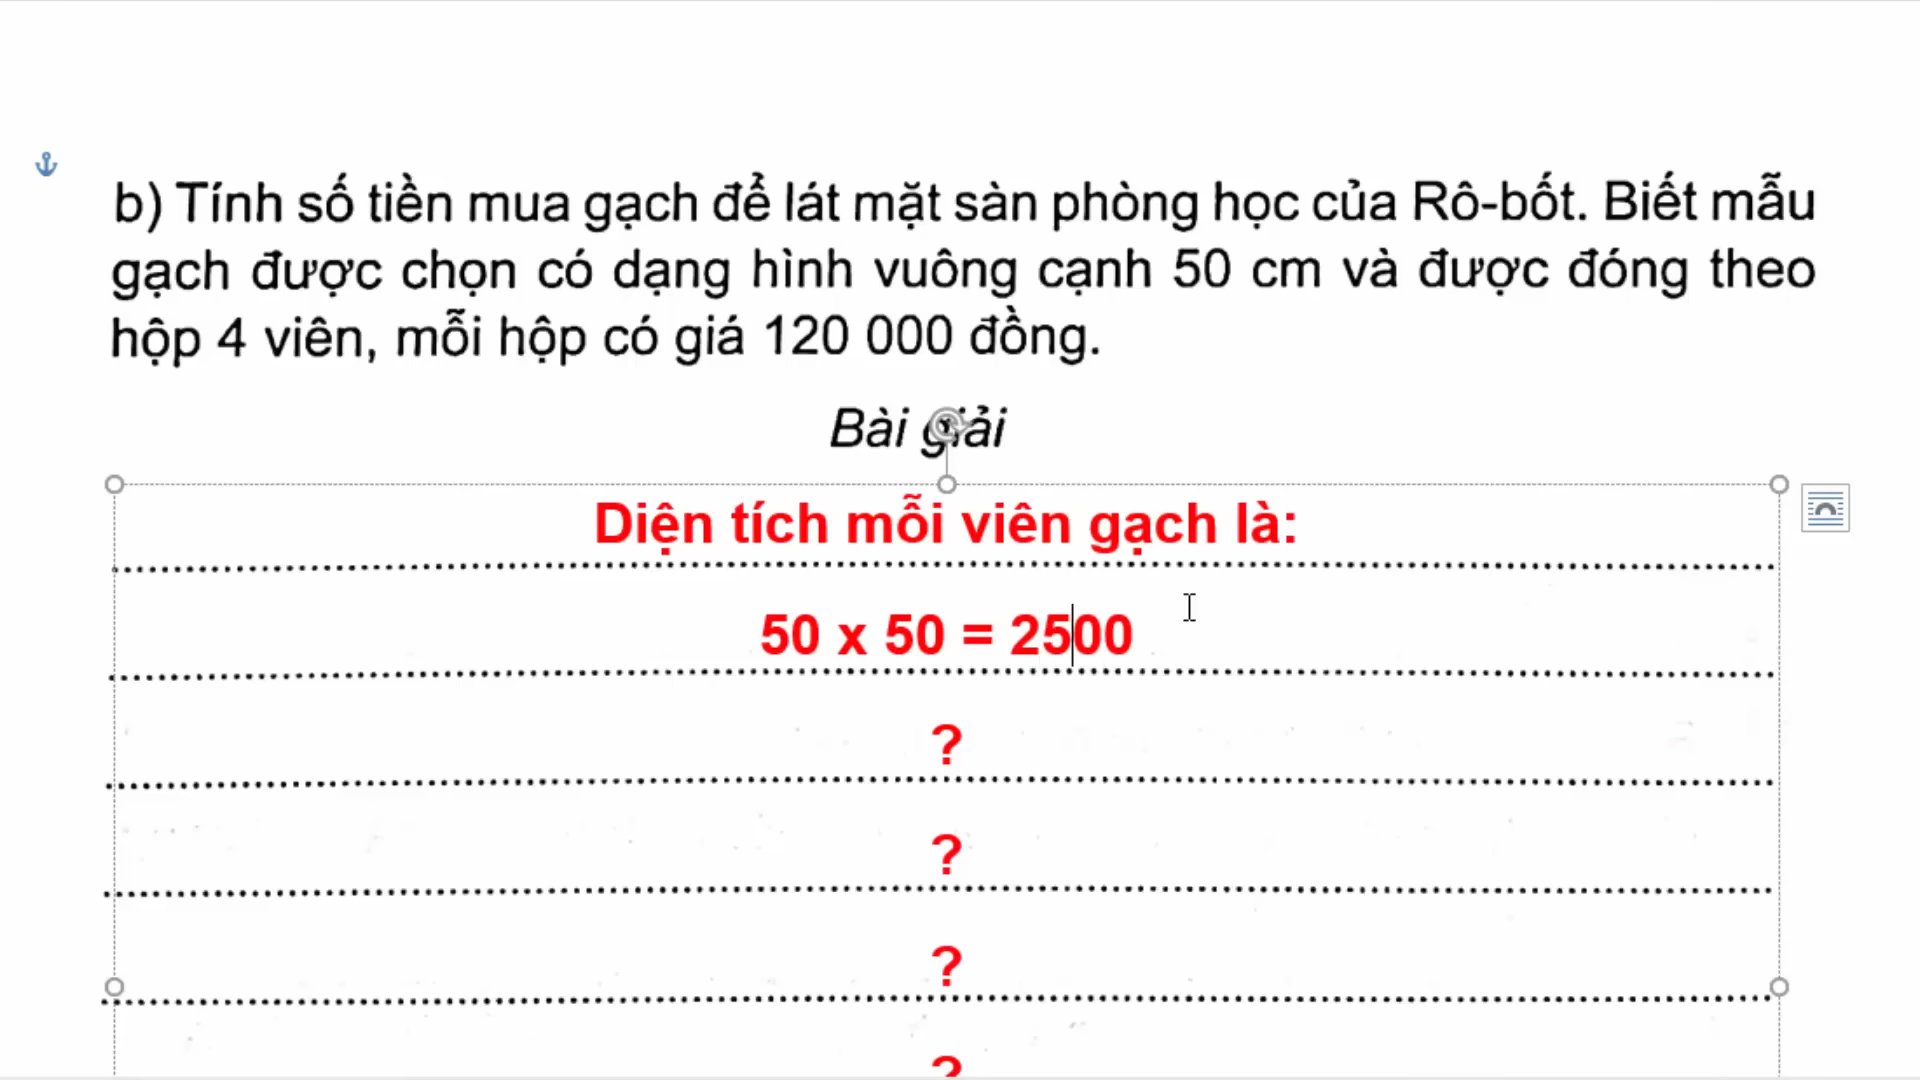 b) Tính số tiền mua gạch để lát mặt sàn phòng học của Rô-bốt. Biết mẫu
gạch được chọn có dạng hình vuông cạnh 50 cm và được đóng theo
hộp 4 viên, mỗi hộp có giá 120 000 đồng.
Bài giải
Diện tích mỗi viên gạch là:
50 x 50 = 2500
?
?
?
?